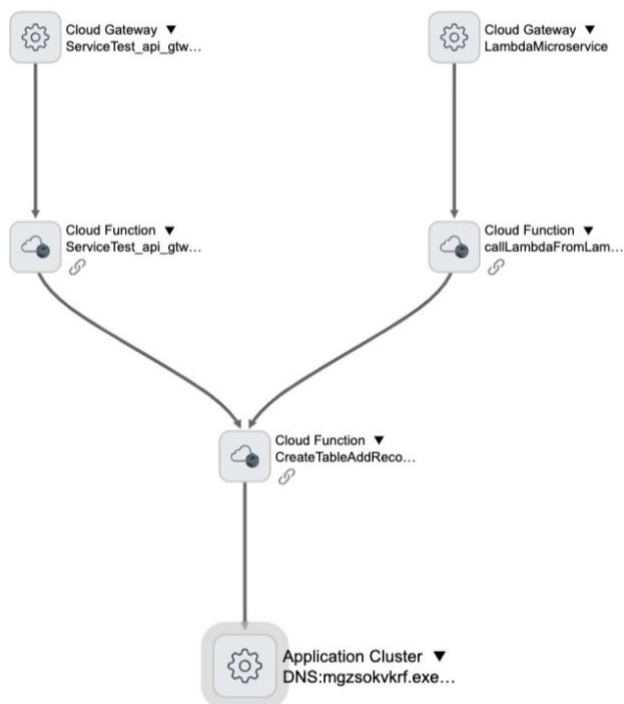 Cloud Gateway ▼
ServiceTest_api_gtw...
Cloud Gateway ▼
LambdaMicroservice
Cloud Function ▼
ServiceTest_api_gtw...
Cloud Function ▼
callLambdaFromLam...
Cloud Function ▼
CreateTableAddReco...
Application Cluster ▼
DNS:mgzsokvkrf.exe...